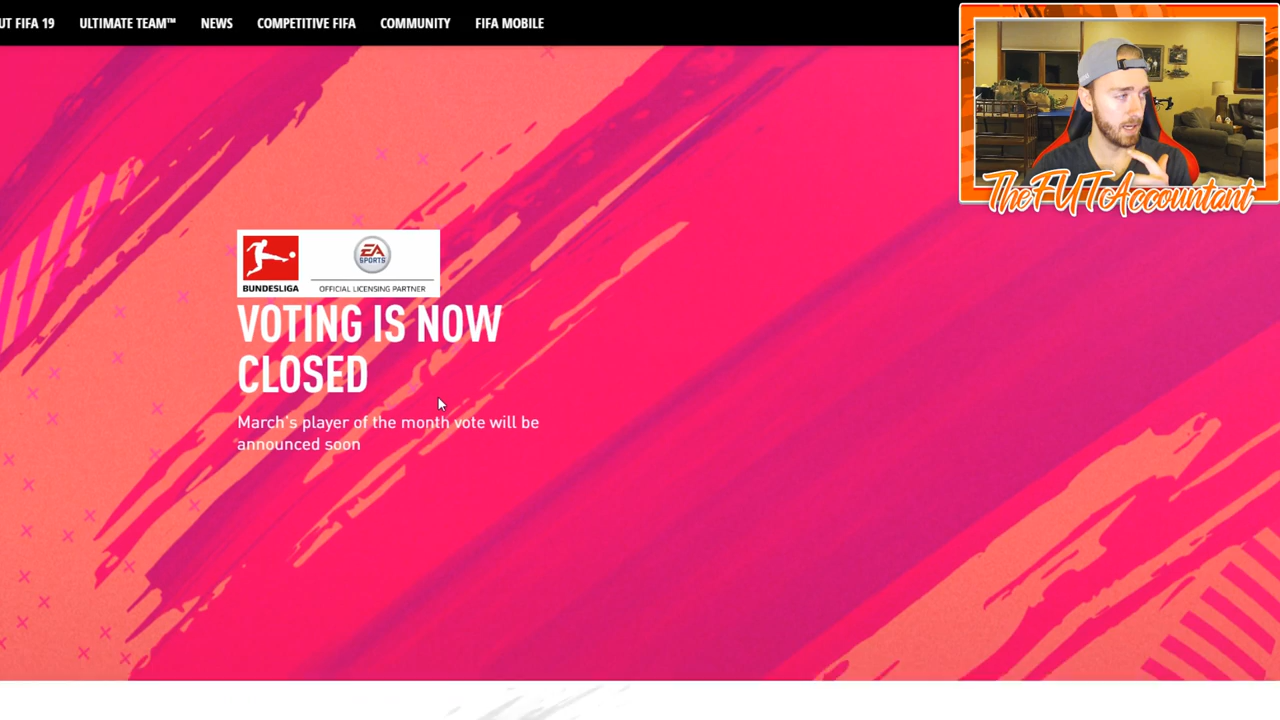 UT FIFA 19 ULTIMATE TEAM™ NEWS COMPETITIVE FIFA COMMUNITY FIFA MOBILE
TheFUTAccountant
EA
SPORTS
BUNDESLIGA OFFICIAL LICENSING PARTNER
VOTING IS NOW
CLOSED
March's player of the month vote will be
announced soon